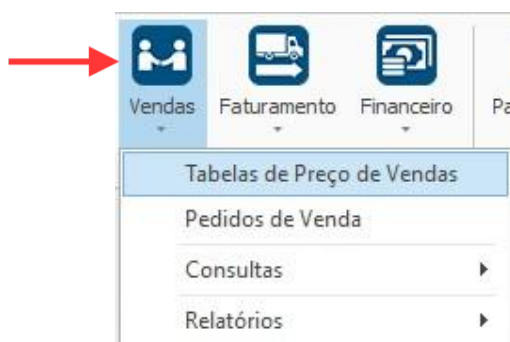 Vendas Faturamento Financeiro
Tabelas de Preço de Vendas
Pedidos de Venda
Consultas
Relatórios